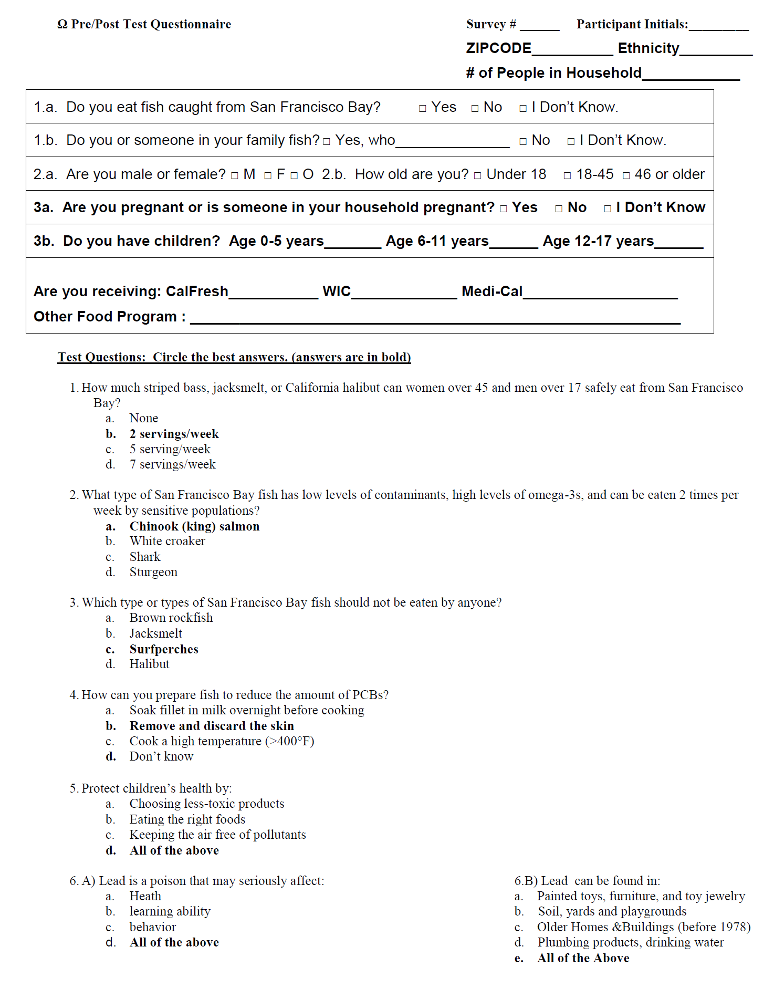 Ω Pre/Post Test Questionnaire Survey # ______ Participant Initials:_________
ZIPCODE__________ Ethnicity_________
# of People in Household____________
1.a. Do you eat fish caught from San Francisco Bay? □ Yes □ No □ I Don’t Know.
1.b. Do you or someone in your family fish? □ Yes, who______________ □ No □ I Don’t Know.
2.a. Are you male or female? □ M □ F □ O 2.b. How old are you? □ Under 18 □ 18-45 □ 46 or older
3a. Are you pregnant or is someone in your household pregnant? □ Yes □ No □ I Don’t Know
3b. Do you have children? Age 0-5 years_______ Age 6-11 years______ Age 12-17 years______
Are you receiving: CalFresh___________ WIC_____________ Medi-Cal___________________
Other Food Program : ____________________________________________________________
Test Questions: Circle the best answers. (answers are in bold)
1. How much striped bass, jacksmelt, or California halibut can women over 45 and men over 17 safely eat from San Francisco
Bay?
a. None
b. 2 servings/week
c. 5 serving/week
d. 7 servings/week
2. What type of San Francisco Bay fish has low levels of contaminants, high levels of omega-3s, and can be eaten 2 times per
week by sensitive populations?
a. Chinook (king) salmon
b. White croaker
c. Shark
d. Sturgeon
3. Which type or types of San Francisco Bay fish should not be eaten by anyone?
a. Brown rockfish
b. Jacksmelt
c. Surfperches
d. Halibut
4. How can you prepare fish to reduce the amount of PCBs?
a. Soak fillet in milk overnight before cooking
b. Remove and discard the skin
c. Cook a high temperature (>400°F)
d. Don’t know
5. Protect children’s health by:
a. Choosing less-toxic products
b. Eating the right foods
c. Keeping the air free of pollutants
d. All of the above
6. A) Lead is a poison that may seriously affect:
a. Heath
b. learning ability
c. behavior
d. All of the above
6.B) Lead can be found in:
a. Painted toys, furniture, and toy jewelry
b. Soil, yards and playgrounds
c. Older Homes &Buildings (before 1978)
d. Plumbing products, drinking water
e. All of the Above